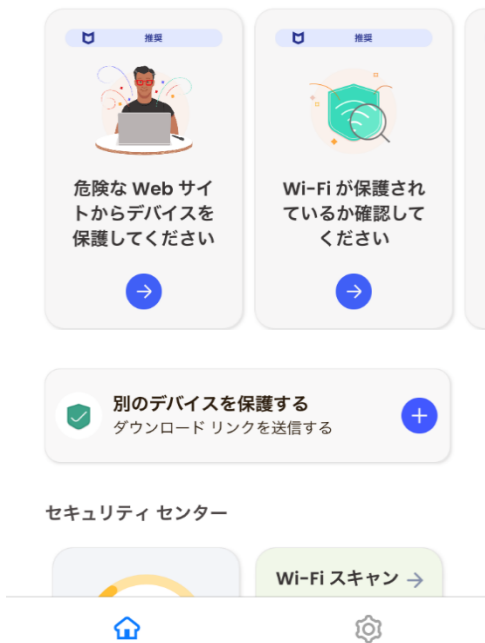 推奨
危険な Web サイ
トからデバイスを
保護してください
推奨
Wi-Fi が保護され
ているか確認して
ください
別のデバイスを保護する
ダウンロード リンクを送信する
セキュリティ センター
Wi-Fi スキャン